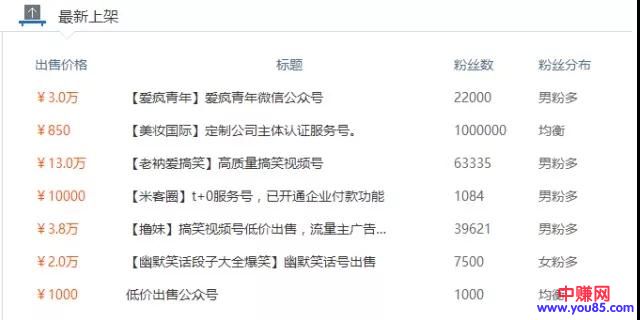 最新上架
出售价格 标题 粉丝数 粉丝分布
￥3.0万 【爱疯青年】爱疯青年微信公众号 22000 男粉多
￥850 【美妆国际】定制公司主体认证服务号。 1000000 均衡
￥13.0万 【老衲爱搞笑】高质量搞笑视频号 63335 男粉多
￥10000 【米客圈】t+0服务号，已开通企业付款功能 1084 男粉多
￥3.8万 【撸妹】搞笑视频号低价出售，流量主广告... 39621 男粉多
￥2.0万 【幽默笑话段子大全爆笑】幽默笑话号出售 7500 女粉多
￥1000 低价出售公众号 1000 均衡
中赚网
www.you85.com